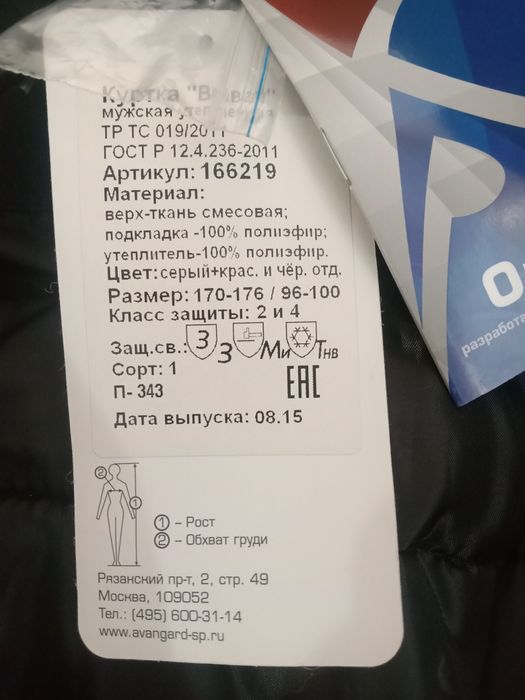 Куртка
мужская
ТР ТС 019/2011
ГОСТ Р 12.4.236-2011
Артикул: 166219
Материал:
верх-ткань смесовая;
подкладка -100% полиэфир;
утеплитель-100% полиэфир.
Цвет:серый+крас. и чёр. отд.
Размер: 170-176 / 96-100
Класс защиты: 2 и 4
Защ.св.: З З Ми Тнв
Сорт: 1
EAC
П- 343
Дата выпуска: 08.15
2
1
1 – Рост
2 – Обхват груди
Рязанский пр-т, 2, стр. 49
Москва, 109052
Тел.: (495) 600-31-14
www.avangard-sp.ru